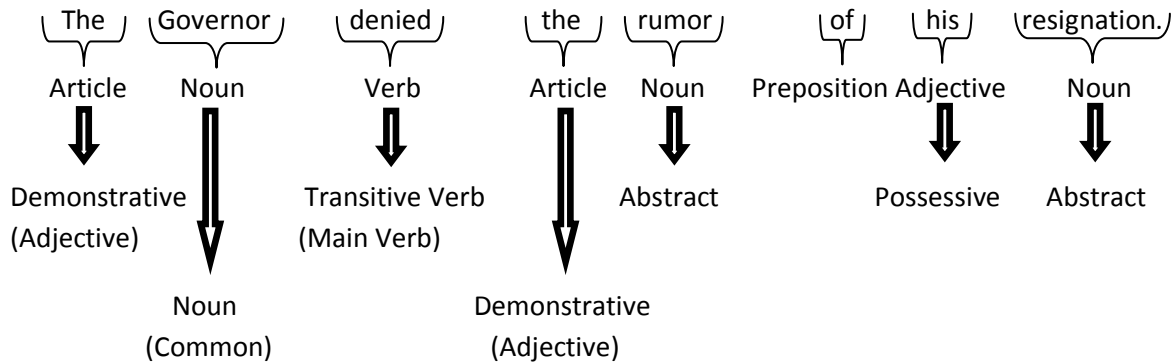 The Governor denied the rumor of his resignation.
Article Noun Verb Article Noun Preposition Adjective Noun
Demonstrative Transitive Verb Abstract Possessive Abstract
(Adjective) (Main Verb)
Noun Demonstrative
(Common) (Adjective)